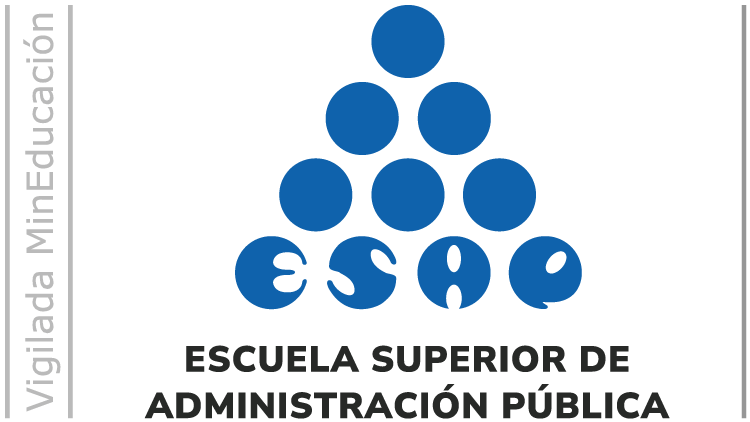 Vigilada MinEducación
ESAP
ESCUELA SUPERIOR DE
ADMINISTRACIÓN PÚBLICA